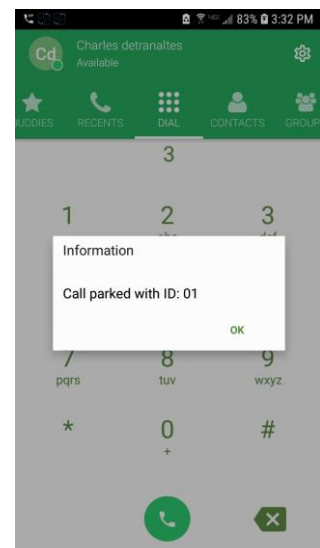 83% 3:32 PM
Cd
Charles detranaltes
Available
BUDDIES RECENTS DIAL CONTACTS GROUP
3
1 2 3
Information
Call parked with ID: 01
OK
7 8 9
pqrs tuv wxyz
* 0 #
+